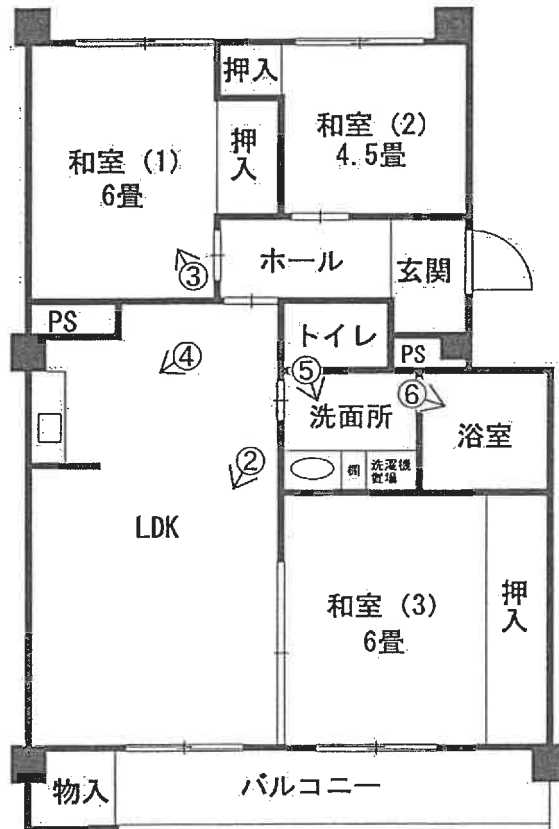 押入
和室 (2)
4.5畳
和室 (1)
6畳
押入
ホール
玄関
③
PS
トイレ
PS
④
⑤
⑥
洗面所
浴室
②
棚
洗濯機
置場
LDK
和室 (3)
6畳
押入
物入
バルコニー